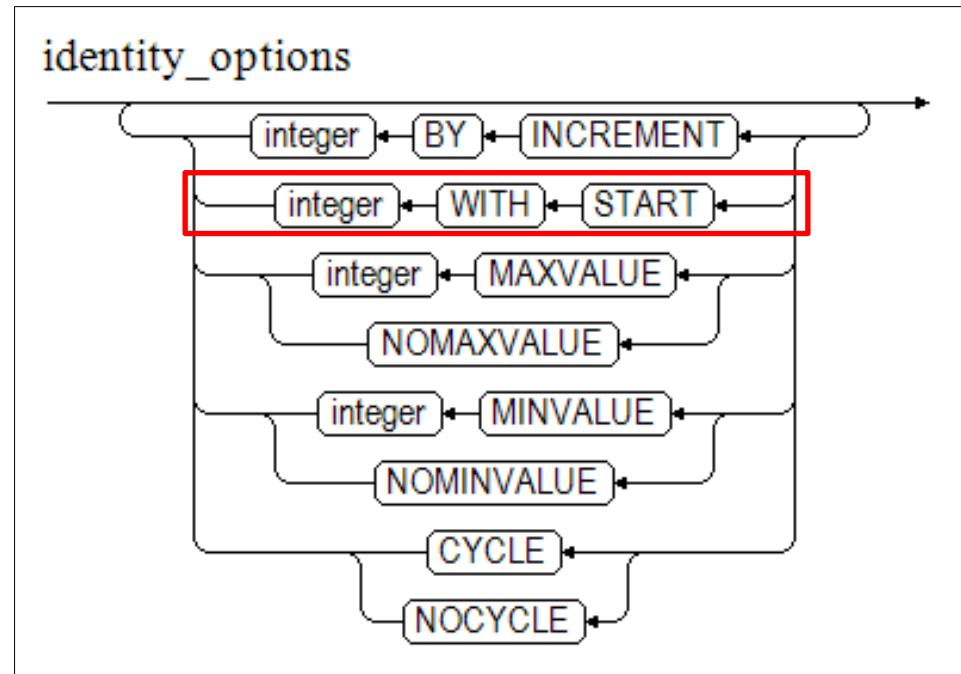 identity_options
integer BY INCREMENT
integer WITH START
integer MAXVALUE
NOMAXVALUE
integer MINVALUE
NOMINVALUE
CYCLE
NOCYCLE